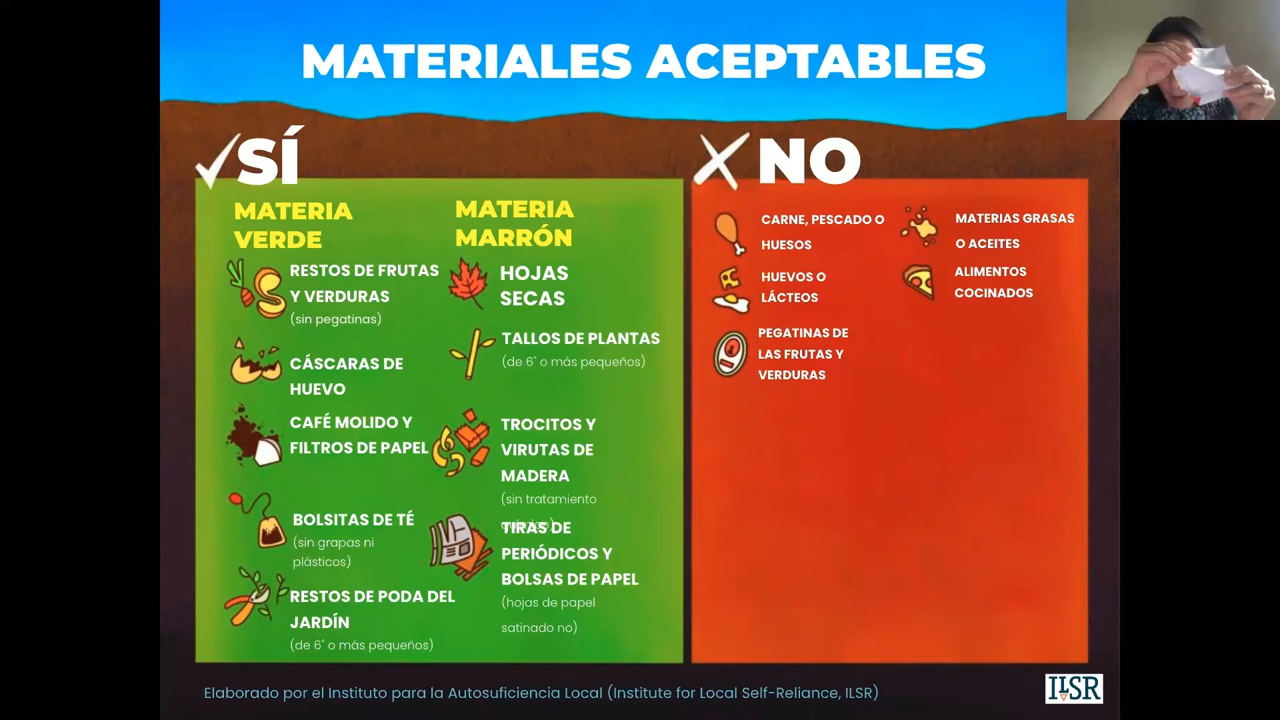 MATERIALES ACEPTABLES
SÍ
MATERIA
VERDE
RESTOS DE FRUTAS
Y VERDURAS
(sin pegatinas)
CÁSCARAS DE
HUEVO
CAFÉ MOLIDO Y
FILTROS DE PAPEL
BOLSITAS DE TÉ
(sin grapas ni
plásticos)
RESTOS DE PODA DEL
JARDÍN
(de 6" o más pequeños)
MATERIA
MARRÓN
HOJAS
SECAS
TALLOS DE PLANTAS
(de 6" o más pequeños)
TROCITOS Y
VIRUTAS DE
MADERA
(sin tratamiento
TIRAS DE
PERIÓDICOS Y
BOLSAS DE PAPEL
(hojas de papel
satinado no)
NO
CARNE, PESCADO O
HUESOS
HUEVOS O
LÁCTEOS
PEGATINAS DE
LAS FRUTAS Y
VERDURAS
MATERIAS GRASAS
O ACEITES
ALIMENTOS
COCINADOS
Elaborado por el Instituto para la Autosuficiencia Local (Institute for Local Self-Reliance, ILSR)
ILSR